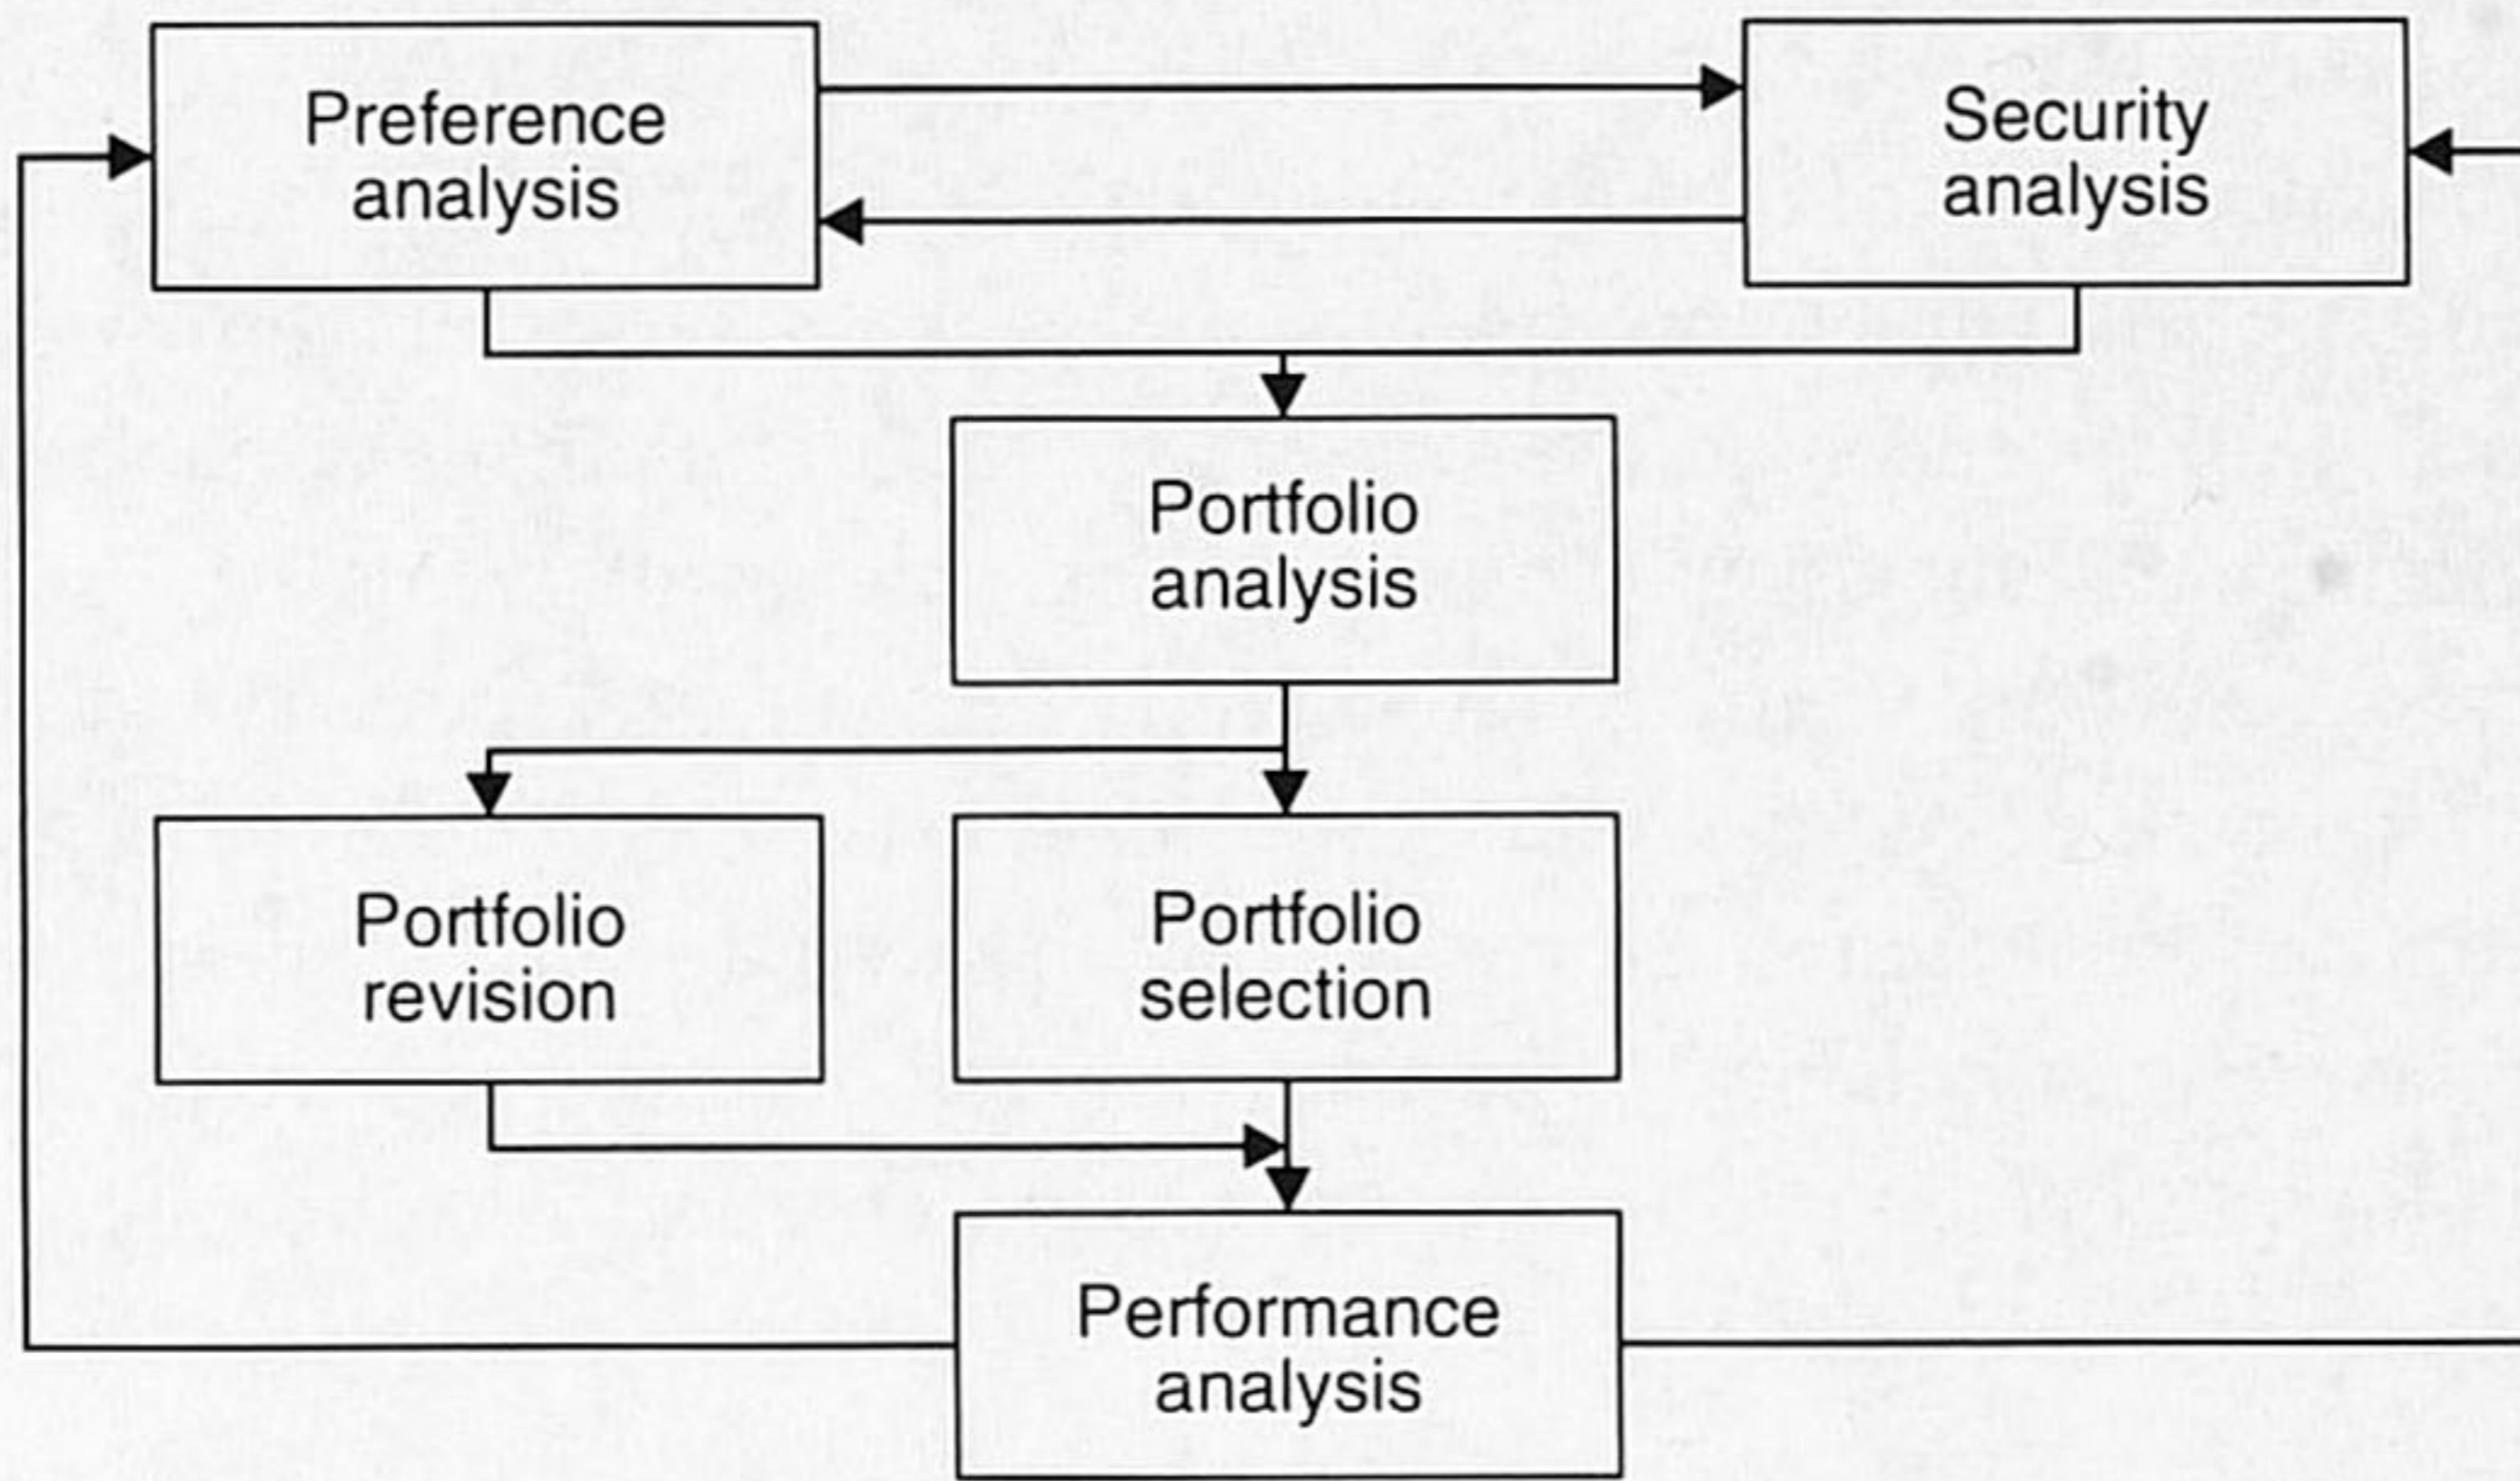 Preference
analysis
Security
analysis
Portfolio
analysis
Portfolio
revision
Portfolio
selection
Performance
analysis